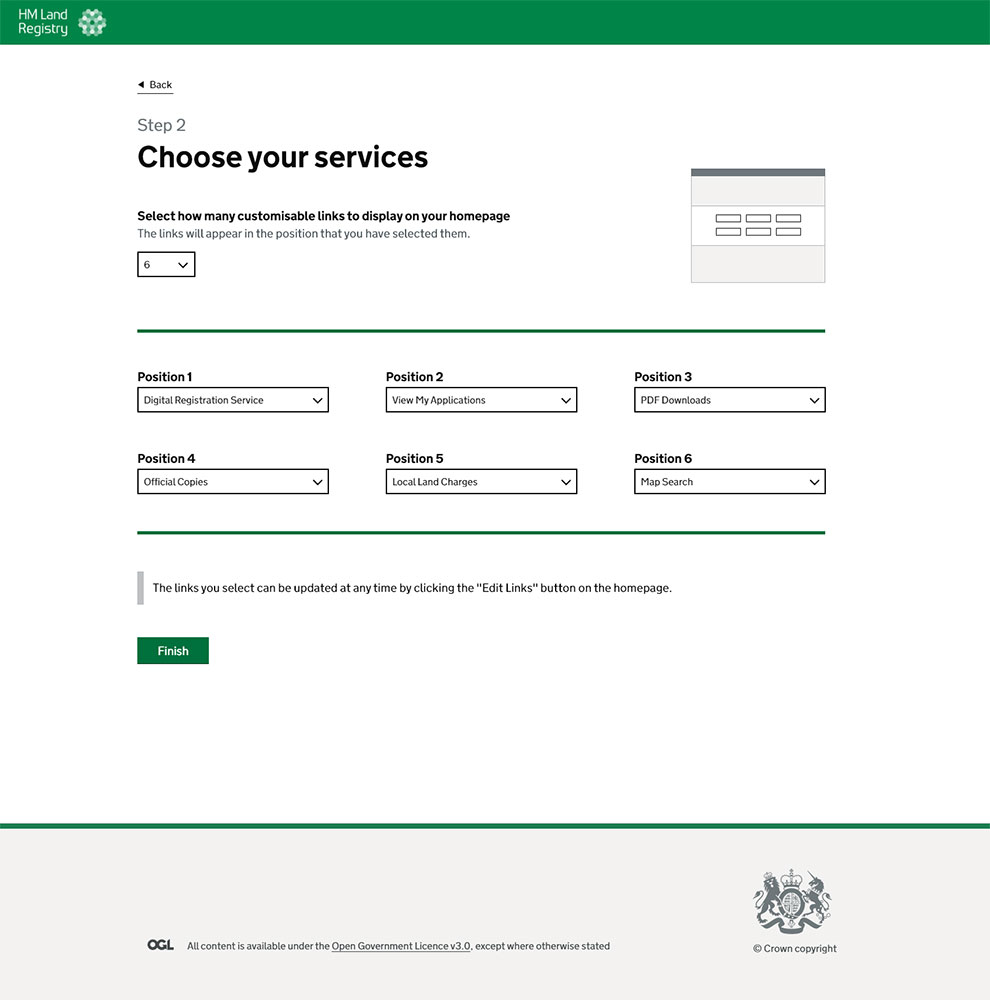 HM Land
Registry
Back
Step 2
Choose your services
Select how many customisable links to display on your homepage
The links will appear in the position that you have selected them.
6
Position 1
Position 2
Position 3
Digital Registration Service
View My Applications
PDF Downloads
Position 4
Position 5
Position 6
Official Copies
Local Land Charges
Map Search
The links you select can be updated at any time by clicking the "Edit Links" button on the homepage.
Finish
OGL
All content is available under the Open Government Licence v3.0, except where otherwise stated
© Crown copyright